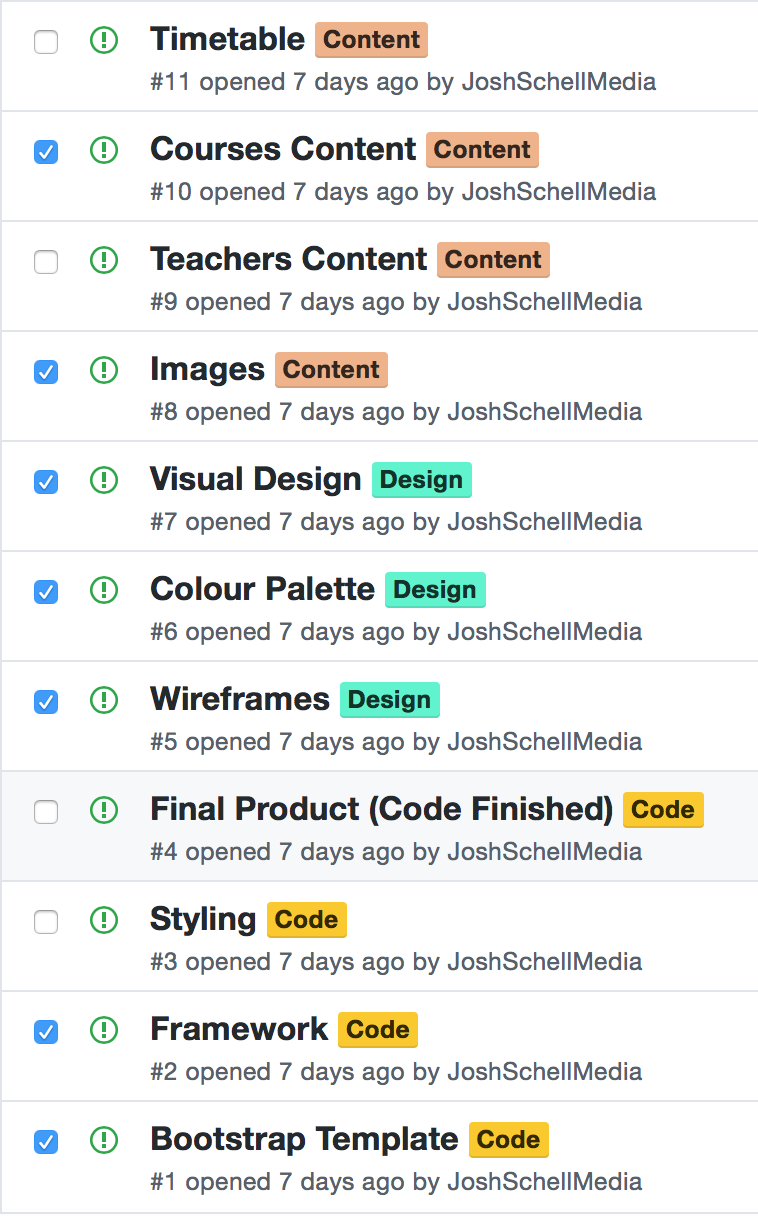 Timetable Content
#11 opened 7 days ago by JoshSchellMedia
Courses Content Content
#10 opened 7 days ago by JoshSchellMedia
Teachers Content Content
#9 opened 7 days ago by JoshSchellMedia
Images Content
#8 opened 7 days ago by JoshSchellMedia
Visual Design Design
#7 opened 7 days ago by JoshSchellMedia
Colour Palette Design
#6 opened 7 days ago by JoshSchellMedia
Wireframes Design
#5 opened 7 days ago by JoshSchellMedia
Final Product (Code Finished) Code
#4 opened 7 days ago by JoshSchellMedia
Styling Code
#3 opened 7 days ago by JoshSchellMedia
Framework Code
#2 opened 7 days ago by JoshSchellMedia
Bootstrap Template Code
#1 opened 7 days ago by JoshSchellMedia